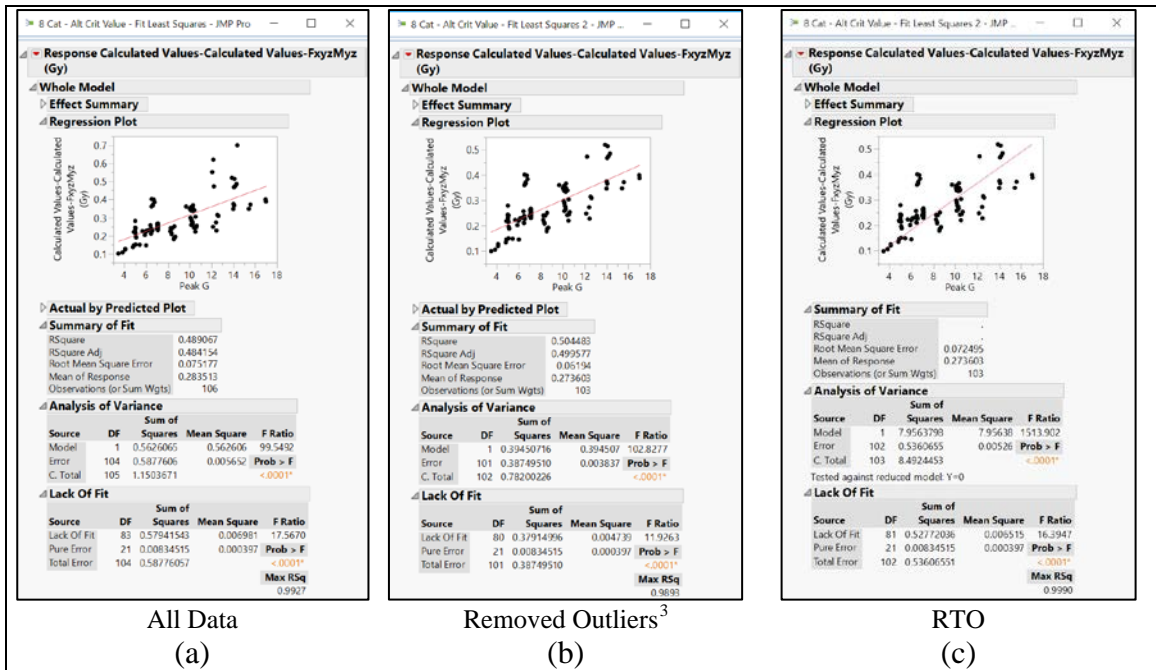 8 Cat - Alt Crit Value - Fit Least Squares - JMP Pro
Response Calculated Values-Calculated Values-FxyzMyz
(Gy)
Whole Model
Effect Summary
Regression Plot
Calculated Values-Calculated
Values-FxyzMyz
(Gy)
0.7
0.6
0.5
0.4
0.3
0.2
0.1
4 6 8 10 12 14 16 18
Peak G
Actual by Predicted Plot
Summary of Fit
RSquare 0.489067
RSquare Adj 0.484154
Root Mean Square Error 0.075177
Mean of Response 0.283513
Observations (or Sum Wgts) 106
Analysis of Variance
Sum of
Source DF Squares Mean Square F Ratio
Model 1 0.5626065 0.562606 99.5492
Error 104 0.5877606 0.005652 Prob > F
C. Total 105 1.1503671 <.0001*
Lack Of Fit
Sum of
Source DF Squares Mean Square F Ratio
Lack Of Fit 83 0.57941543 0.006981 17.5670
Pure Error 21 0.00834515 0.000397 Prob > F
Total Error 104 0.58776057 <.0001*
Max RSq
0.9927
All Data
(a)
8 Cat - Alt Crit Value - Fit Least Squares 2 - JMP ...
Response Calculated Values-Calculated Values-FxyzMyz
(Gy)
Whole Model
Effect Summary
Regression Plot
Calculated Values-Calculated
Values-FxyzMyz
(Gy)
0.5
0.4
0.3
0.2
0.1
4 6 8 10 12 14 16 18
Peak G
Actual by Predicted Plot
Summary of Fit
RSquare 0.504483
RSquare Adj 0.499577
Root Mean Square Error 0.06194
Mean of Response 0.273603
Observations (or Sum Wgts) 103
Analysis of Variance
Sum of
Source DF Squares Mean Square F Ratio
Model 1 0.39450716 0.394507 102.8277
Error 101 0.38749510 0.003837 Prob > F
C. Total 102 0.78200226 <.0001*
Lack Of Fit
Sum of
Source DF Squares Mean Square F Ratio
Lack Of Fit 80 0.37914996 0.004739 11.9263
Pure Error 21 0.00834515 0.000397 Prob > F
Total Error 101 0.38749510 <.0001*
Max RSq
0.9893
Removed Outliers3
(b)
8 Cat - Alt Crit Value - Fit Least Squares 2 - JMP ...
Response Calculated Values-Calculated Values-FxyzMyz
(Gy)
Whole Model
Effect Summary
Regression Plot
Calculated Values-Calculated
Values-FxyzMyz
(Gy)
0.5
0.4
0.3
0.2
0.1
4 6 8 10 12 14 16 18
Peak G
Summary of Fit
RSquare .
RSquare Adj .
Root Mean Square Error 0.072495
Mean of Response 0.273603
Observations (or Sum Wgts) 103
Analysis of Variance
Sum of
Source DF Squares Mean Square F Ratio
Model 1 7.9563798 7.95638 1513.902
Error 102 0.5360655 0.00526 Prob > F
C. Total 103 8.4924453 <.0001*
Tested against reduced model: Y=0
Lack Of Fit
Sum of
Source DF Squares Mean Square F Ratio
Lack Of Fit 81 0.52772036 0.006515 16.3947
Pure Error 21 0.00834515 0.000397 Prob > F
Total Error 102 0.53606551 <.0001*
Max RSq
0.9990
RTO
(c)